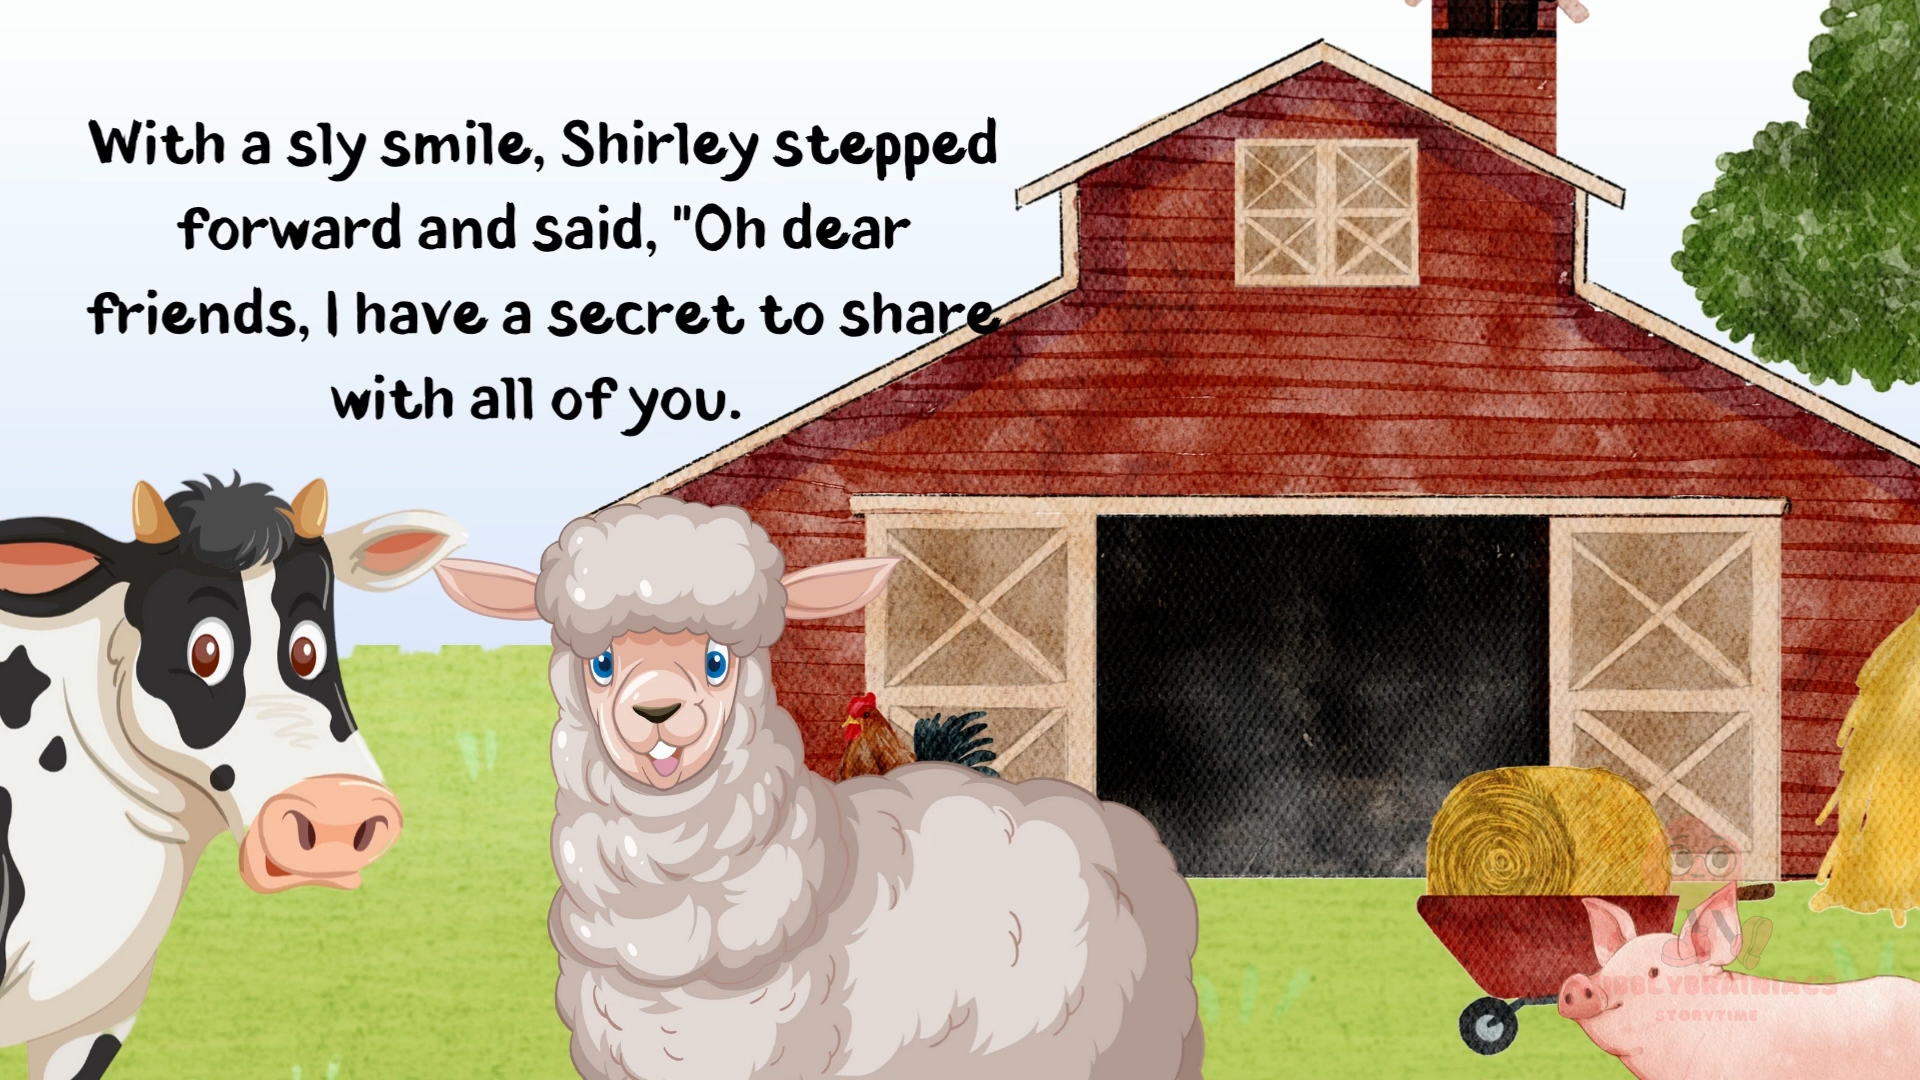 With a sly smile, Shirley stepped
forward and said, "Oh dear
friends, I have a secret to share
with all of you.
STORYTIME